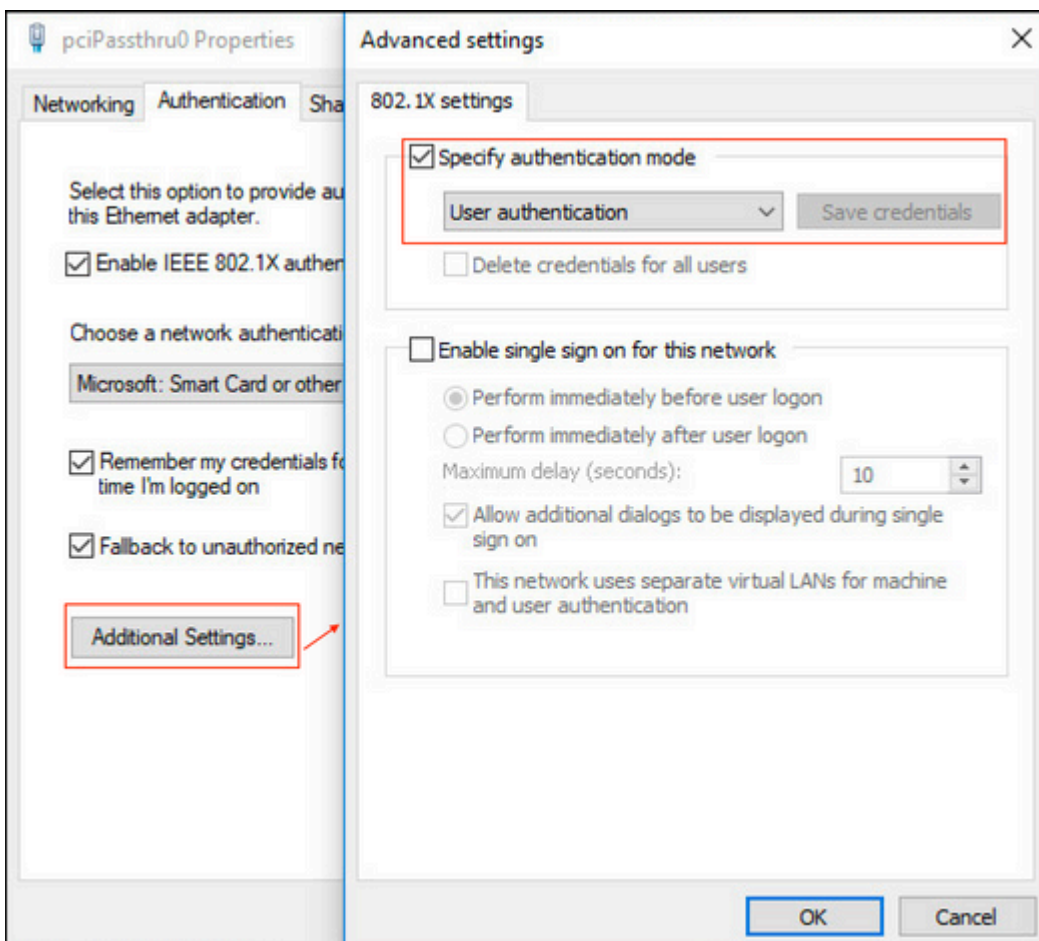 pciPassthru0 Properties
Networking
Authentication
Sha
Select this option to provide au
this Ethernet adapter.
Enable IEEE 802.1X authen
Choose a network authenticati
Microsoft: Smart Card or other
Remember my credentials fo
time I'm logged on
Fallback to unauthorized ne
Additional Settings...
Advanced settings
802.1X settings
Specify authentication mode
User authentication
Save credentials
Delete credentials for all users
Enable single sign on for this network
Perform immediately before user logon
Perform immediately after user logon
Maximum delay (seconds):
10
Allow additional dialogs to be displayed during single
sign on
This network uses separate virtual LANs for machine
and user authentication
OK
Cancel